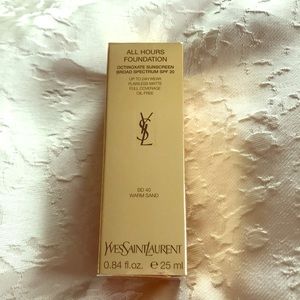 ALL HOURS
FOUNDATION
OCTINOXATE SUNSCREEN
BROAD SPECTRUM SPF 20
UP TO 24H WEAR
FLAWLESS MATTE
FULL COVERAGE
OIL-FREE
YSL
BD 40
WARM SAND
YVESSAINTLAURENT
0.84 fl.oz. e 25 ml